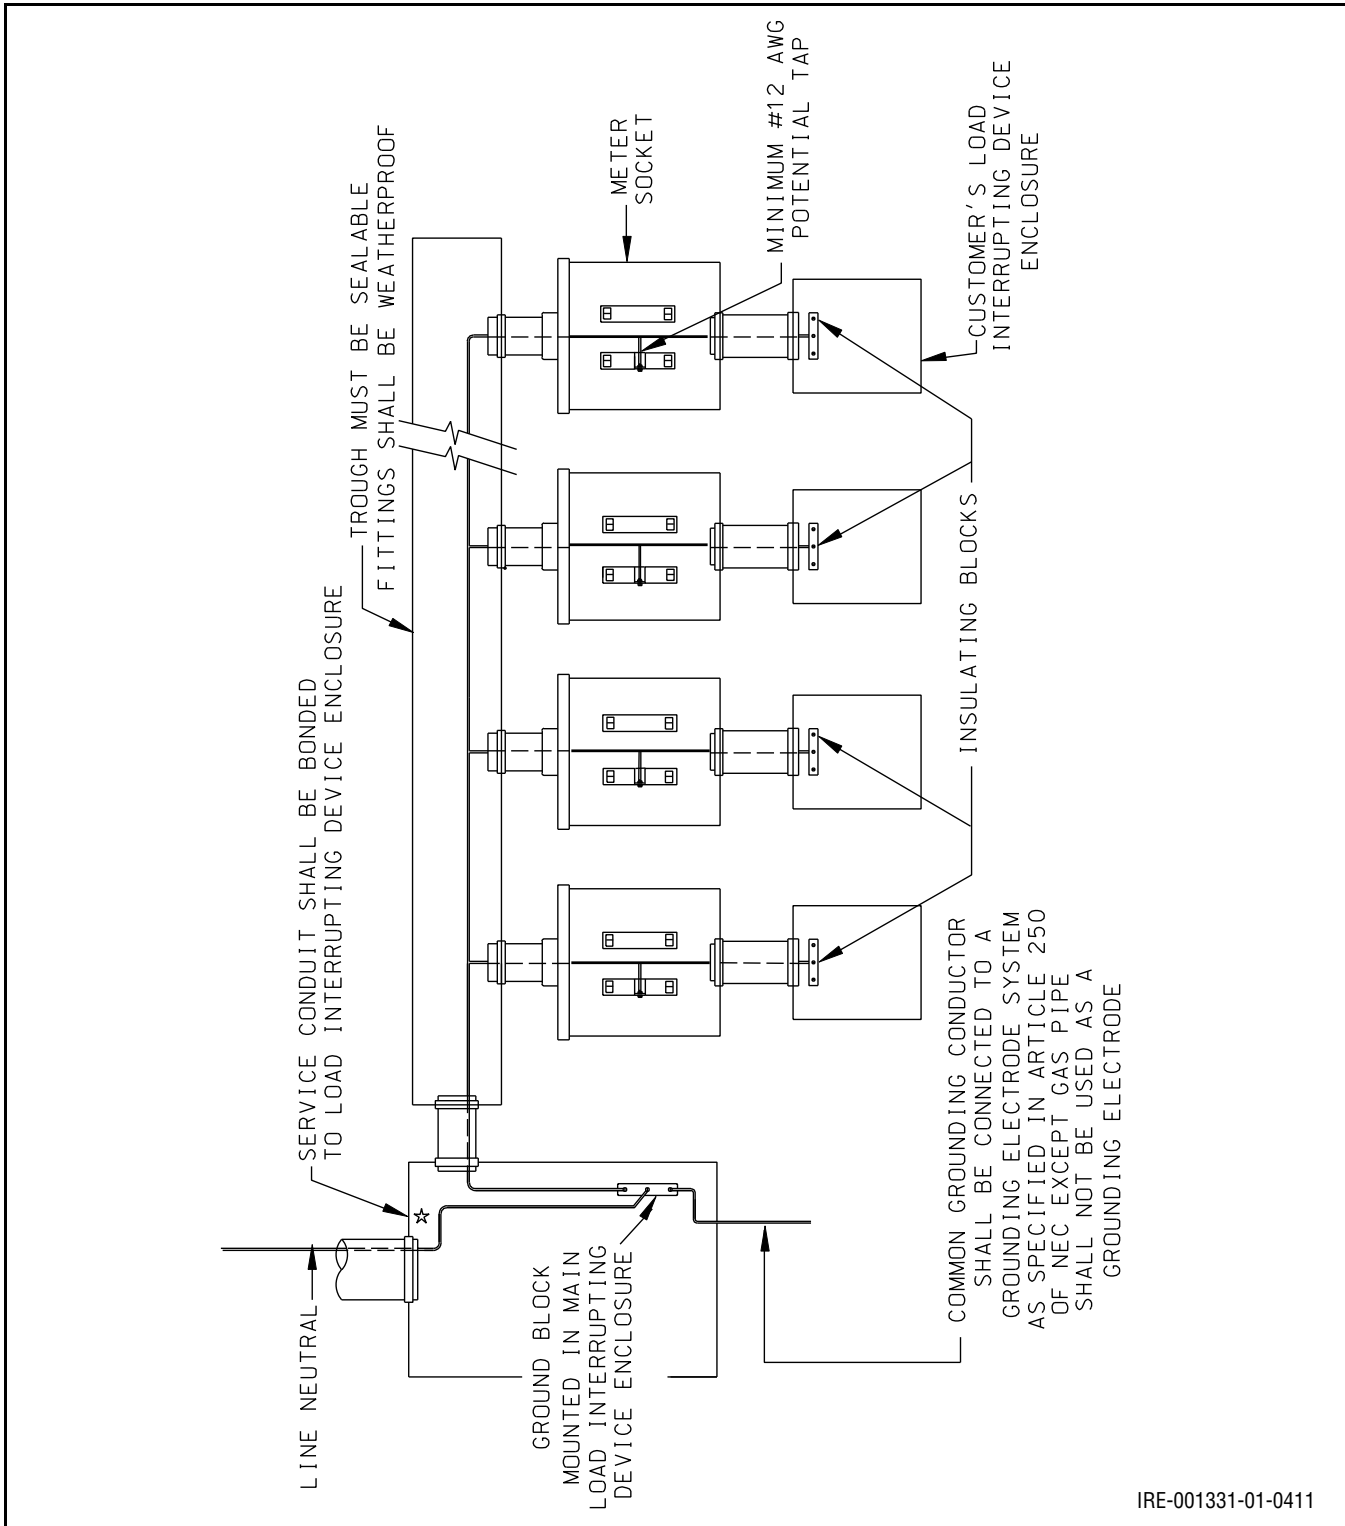 LINE NEUTRAL
SERVICE CONDUIT SHALL BE BONDED
TO LOAD INTERRUPTING DEVICE ENCLOSURE
TROUGH MUST BE SEALABLE
FITTINGS SHALL BE WEATHERPROOF
METER
SOCKET
MINIMUM #12 AWG
POTENTIAL TAP
CUSTOMER'S LOAD
INTERRUPTING DEVICE
ENCLOSURE
INSULATING BLOCKS
GROUND BLOCK
MOUNTED IN MAIN
LOAD INTERRUPTING
DEVICE ENCLOSURE
COMMON GROUNDING CONDUCTOR
SHALL BE CONNECTED TO A
GROUNDING ELECTRODE SYSTEM
AS SPECIFIED IN ARTICLE 250
OF NEC EXCEPT GAS PIPE
SHALL NOT BE USED AS A
GROUNDING ELECTRODE
IRE-001331-01-0411